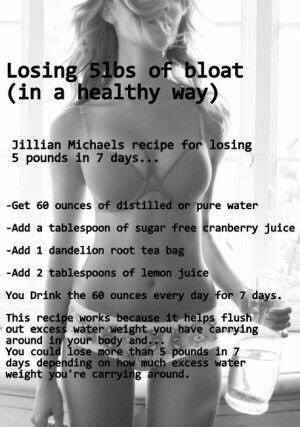 Losing 5lbs of bloat
(in a healthy way)
Jillian Michaels recipe for losing
5 pounds in 7 days...
-Get 60 ounces of distilled or pure water
-Add a tablespoon of sugar free cranberry juice
-Add 1 dandelion root tea bag
-Add 2 tablespoons of lemon juice
You Drink the 60 ounces every day for 7 days.
This recipe works because it helps flush
out excess water weight you have carrying
around in your body and...
You could lose more than 5 pounds in 7
days depending on how much excess water
weight you're carrying around.